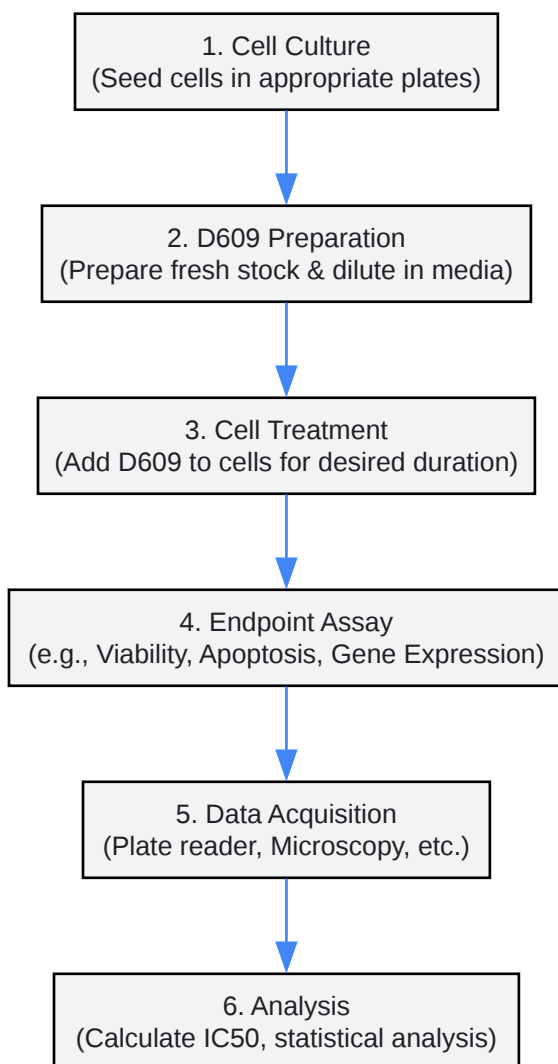 1. Cell Culture
(Seed cells in appropriate plates)
2. D609 Preparation
(Prepare fresh stock & dilute in media)
3. Cell Treatment
(Add D609 to cells for desired duration)
4. Endpoint Assay
(e.g., Viability, Apoptosis, Gene Expression)
5. Data Acquisition
(Plate reader, Microscopy, etc.)
6. Analysis
(Calculate IC50, statistical analysis)